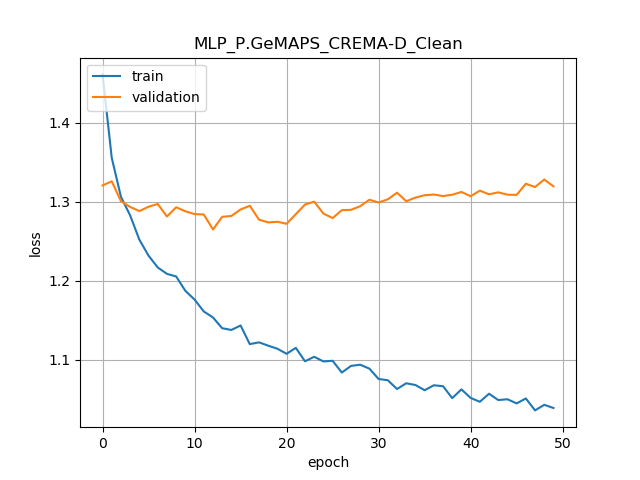 MLP_P.GeMAPS_CREMA-D_Clean
train
validation
1.4
1.3
1.2
1.1
loss
0 10 20 30 40 50
epoch